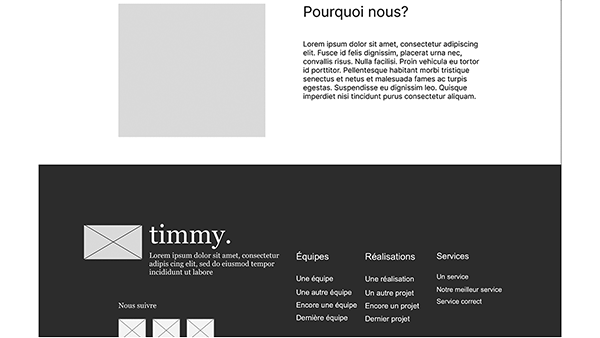 Pourquoi nous?
Lorem ipsum dolor sit amet, consectetur adipiscing
elit. Fusce id felis dignissim, placerat urna nec,
convallis risus. Nulla facilisi. Proin vehicula eu tortor
id porttitor. Pellentesque habitant morbi tristique
senectus et netus et malesuada fames ac turpis
egestas. Suspendisse eu dignissim leo. Quisque
imperdiet nisi tincidunt purus consectetur aliquam.
timmy.
Lorem ipsum dolor sit amet, consectetur
adipis cing elit, sed do eiusmod tempor
incididunt ut labore
Nous suivre
Équipes
Une équipe
Une autre équipe
Encore une équipe
Dernière équipe
Réalisations
Une réalisation
Un autre projet
Encore un projet
Dernier projet
Services
Un service
Notre meilleur service
Service correct